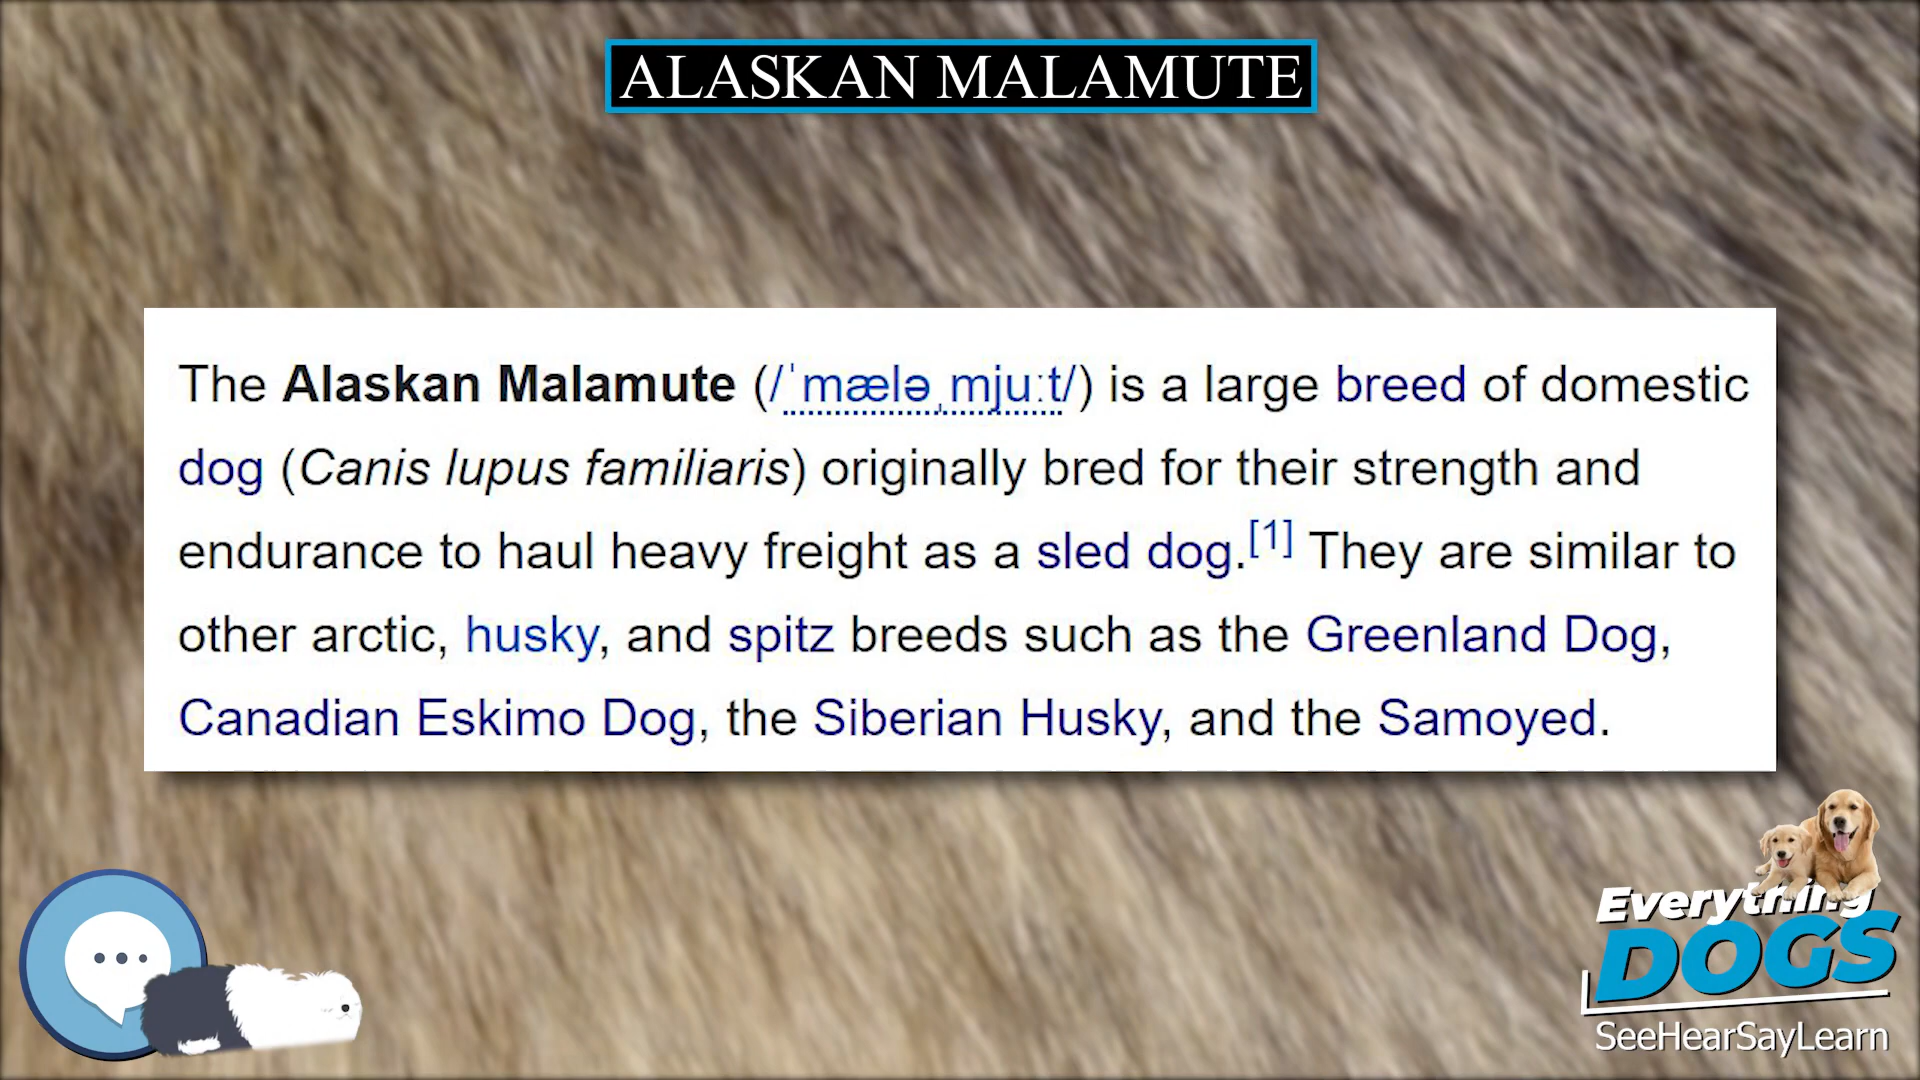 ALASKAN MALAMUTE
The Alaskan Malamute (/ˈmæləˌmjuːt/) is a large breed of domestic
dog (Canis lupus familiaris) originally bred for their strength and
endurance to haul heavy freight as a sled dog.[1] They are similar to
other arctic, husky, and spitz breeds such as the Greenland Dog,
Canadian Eskimo Dog, the Siberian Husky, and the Samoyed.
Everything
DOGS
SeeHearSayLearn